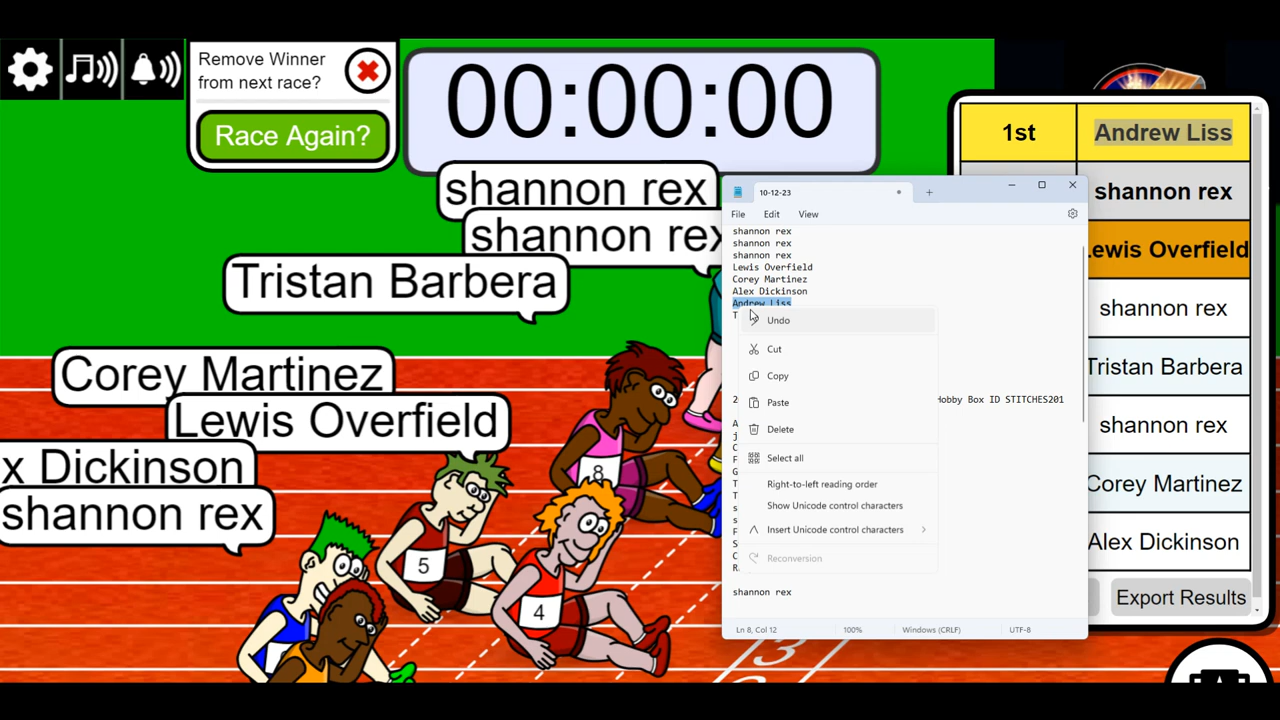 Remove Winner
from next race?
Race Again?
00:00:00
shannon rex
shannon rex
Tristan Barbera
Corey Martinez
Lewis Overfield
x Dickinson
shannon rex
8
5
4
3
1st
Andrew Liss
shannon rex
Lewis Overfield
shannon rex
Tristan Barbera
shannon rex
Corey Martinez
Alex Dickinson
Export Results
10-12-23
File Edit View
shannon rex
shannon rex
shannon rex
Lewis Overfield
Corey Martinez
Alex Dickinson
Andrew Liss
T
Undo
Cut
Copy
Paste
Delete
Select all
Right-to-left reading order
Show Unicode control characters
Insert Unicode control characters
Reconversion
2
Hobby Box ID STITCHES201
A
j
C
F
G
T
T
s
s
F
S
C
R
shannon rex
Ln 8, Col 12 100% Windows (CRLF) UTF-8